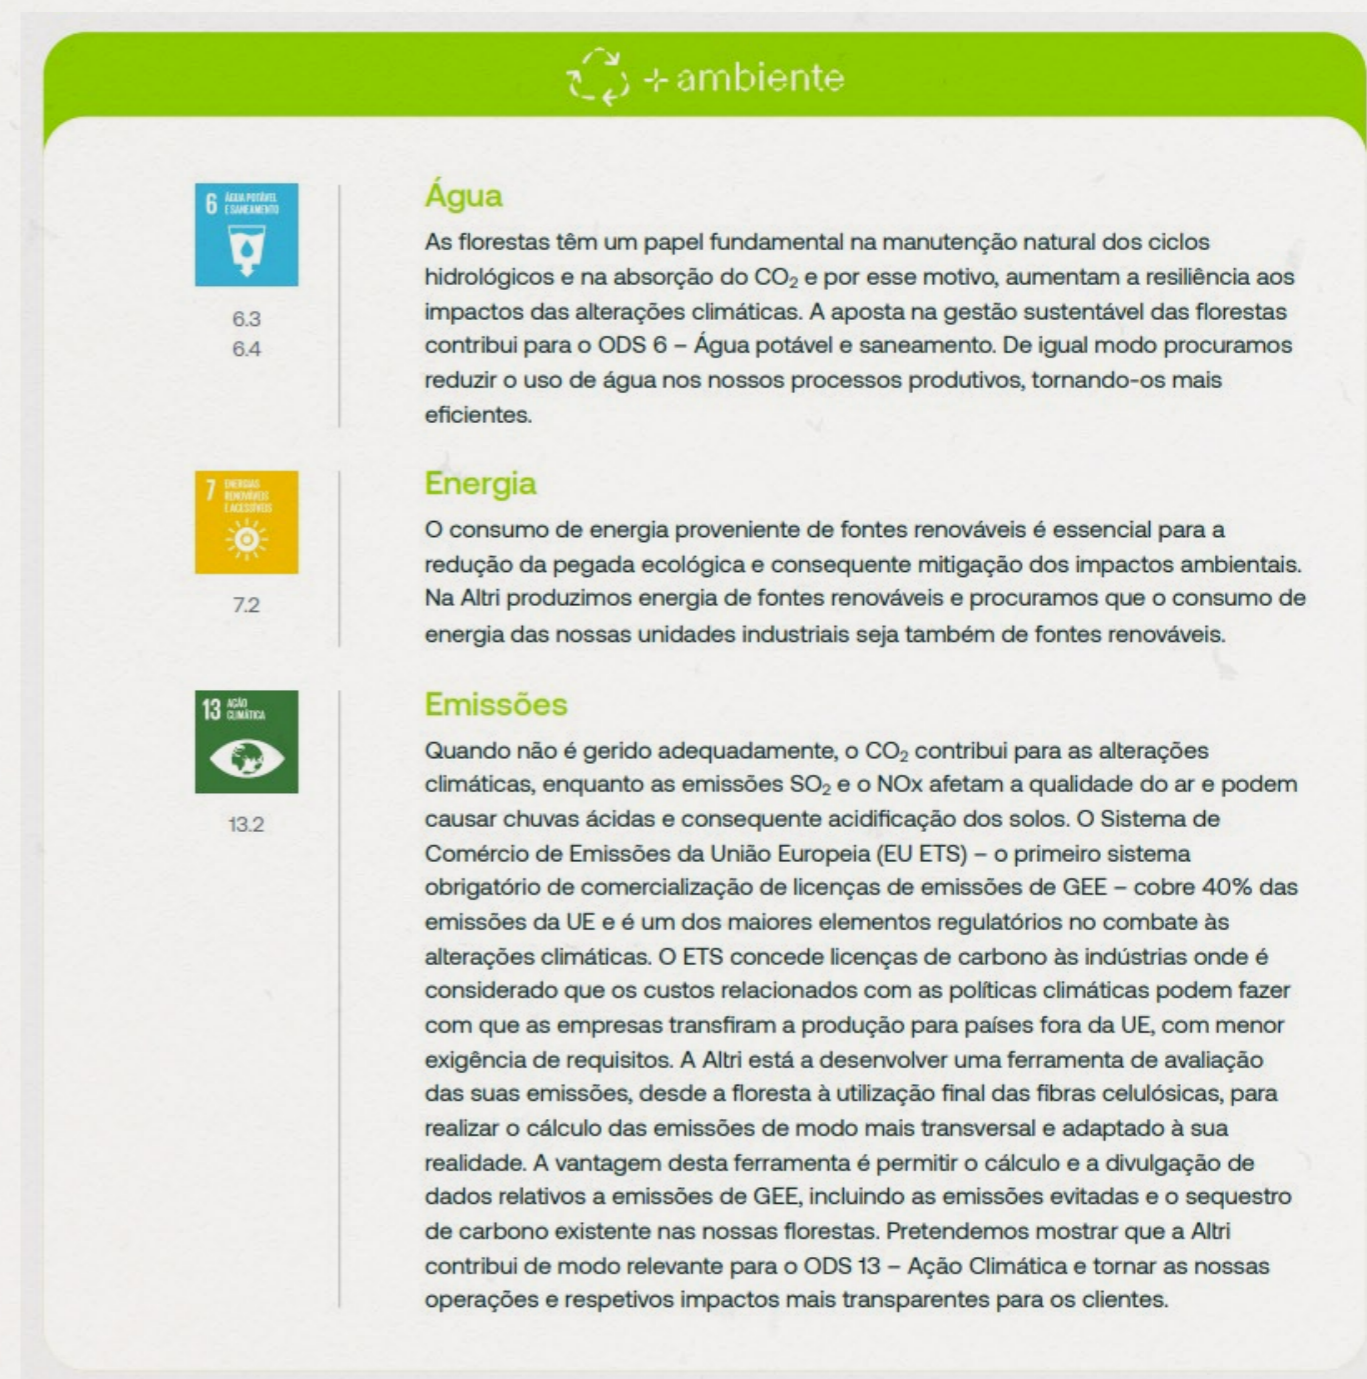 + ambiente
6 ÁGUA POTÁVEL
E SANEAMENTO
6.3
6.4
Água
As florestas têm um papel fundamental na manutenção natural dos ciclos
hidrológicos e na absorção do CO₂ e por esse motivo, aumentam a resiliência aos
impactos das alterações climáticas. A aposta na gestão sustentável das florestas
contribui para o ODS 6 – Água potável e saneamento. De igual modo procuramos
reduzir o uso de água nos nossos processos produtivos, tornando-os mais
eficientes.
7 ENERGIAS
RENOVÁVEIS
E ACESSÍVEIS
7.2
Energia
O consumo de energia proveniente de fontes renováveis é essencial para a
redução da pegada ecológica e consequente mitigação dos impactos ambientais.
Na Altri produzimos energia de fontes renováveis e procuramos que o consumo de
energia das nossas unidades industriais seja também de fontes renováveis.
13 AÇÃO
CLIMÁTICA
13.2
Emissões
Quando não é gerido adequadamente, o CO₂ contribui para as alterações
climáticas, enquanto as emissões SO₂ e o NOx afetam a qualidade do ar e podem
causar chuvas ácidas e consequente acidificação dos solos. O Sistema de
Comércio de Emissões da União Europeia (EU ETS) – o primeiro sistema
obrigatório de comercialização de licenças de emissões de GEE – cobre 40% das
emissões da UE e é um dos maiores elementos regulatórios no combate às
alterações climáticas. O ETS concede licenças de carbono às indústrias onde é
considerado que os custos relacionados com as políticas climáticas podem fazer
com que as empresas transfiram a produção para países fora da UE, com menor
exigência de requisitos. A Altri está a desenvolver uma ferramenta de avaliação
das suas emissões, desde a floresta à utilização final das fibras celulósicas, para
realizar o cálculo das emissões de modo mais transversal e adaptado à sua
realidade. A vantagem desta ferramenta é permitir o cálculo e a divulgação de
dados relativos a emissões de GEE, incluindo as emissões evitadas e o sequestro
de carbono existente nas nossas florestas. Pretendemos mostrar que a Altri
contribui de modo relevante para o ODS 13 – Ação Climática e tornar as nossas
operações e respetivos impactos mais transparentes para os clientes.